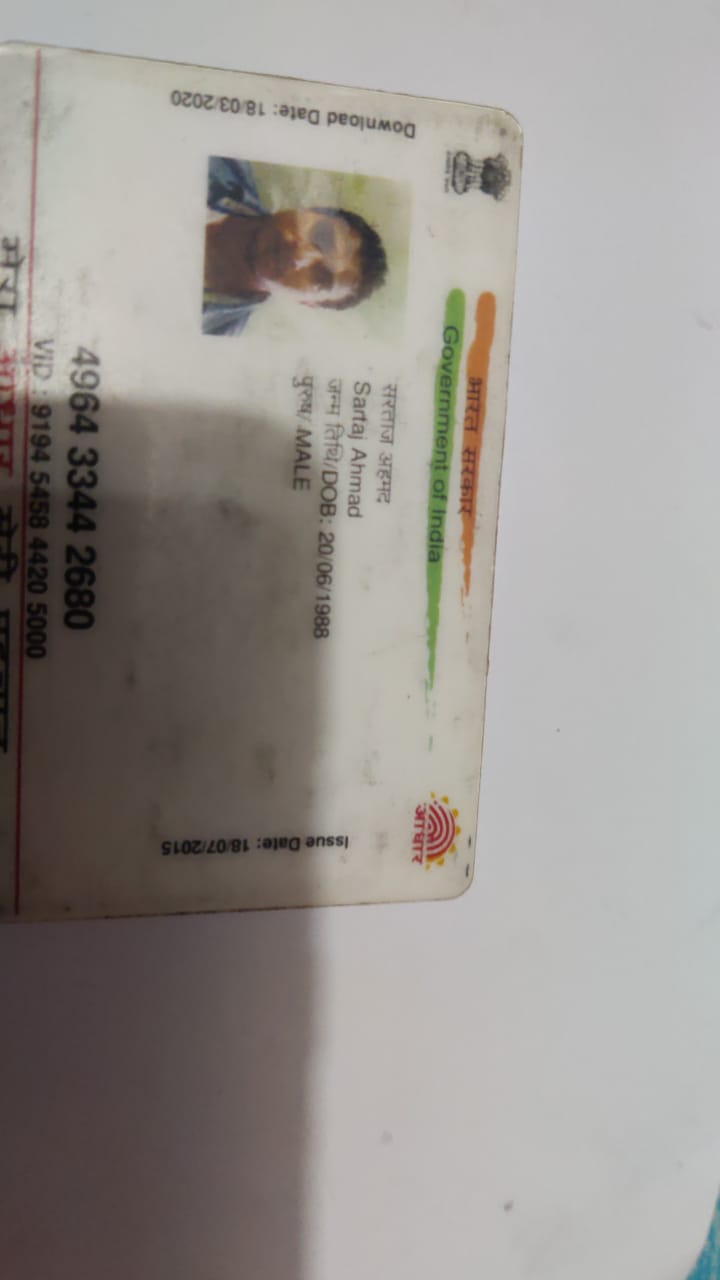 भारत सरकार
Government of India
Download Date: 18/03/2020
सरताज अहमद
Sartaj Ahmad
जन्म तिथि/DOB: 20/06/1988
पुरुष/ MALE
Issue Date: 18/07/2015
आधार
4964 3344 2680
VID : 9194 5458 4420 5000
मेरा आधार, मेरी पहचान